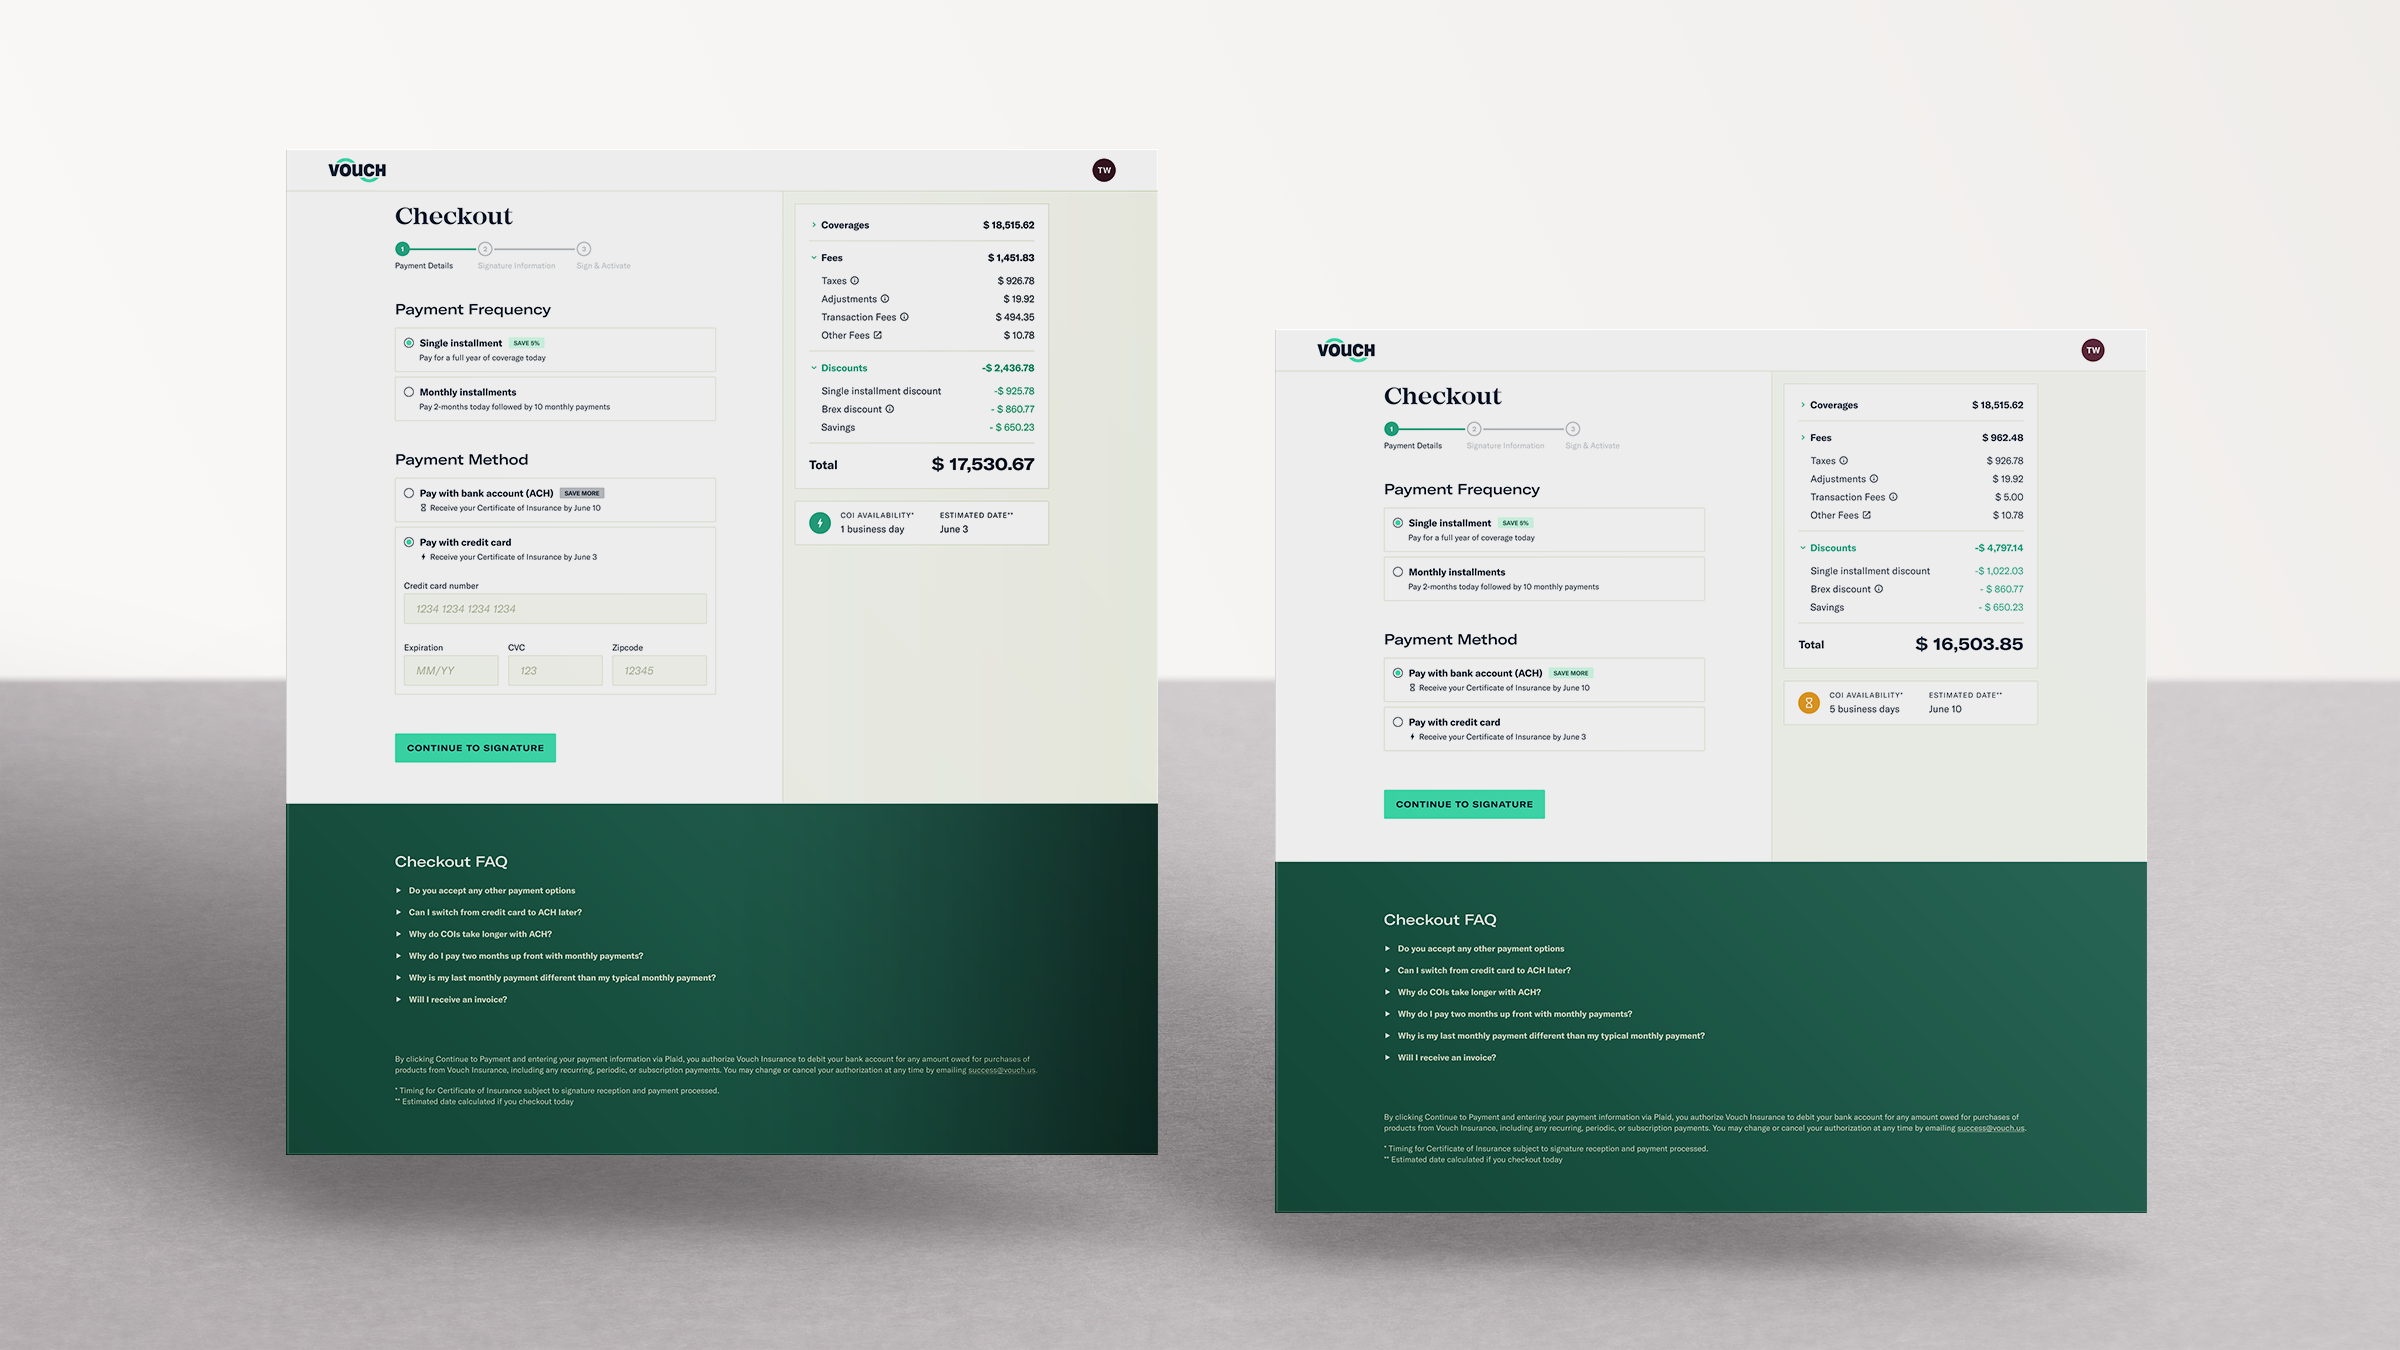 VOUCH
TW
Checkout
1
2
3
Payment Details
Signature Information
Sign & Activate
Payment Frequency
Single installment SAVE 5%
Pay for a full year of coverage today
Monthly installments
Pay 2-months today followed by 10 monthly payments
Payment Method
Pay with bank account (ACH) SAVE MORE
Receive your Certificate of Insurance by June 10
Pay with credit card
Receive your Certificate of Insurance by June 3
Credit card number
1234 1234 1234 1234
Expiration CVC Zipcode
MM/YY 123 12345
CONTINUE TO SIGNATURE
Coverages $ 18,515.62
Fees $ 1,451.83
Taxes $ 926.78
Adjustments $ 19.92
Transaction Fees $ 494.35
Other Fees $ 10.78
Discounts -$ 2,436.78
Single installment discount -$ 925.78
Brex discount - $ 860.77
Savings - $ 650.23
Total $ 17,530.67
COI AVAILABILITY* ESTIMATED DATE**
1 business day June 3
Checkout FAQ
Do you accept any other payment options
Can I switch from credit card to ACH later?
Why do COIs take longer with ACH?
Why do I pay two months up front with monthly payments?
Why is my last monthly payment different than my typical monthly payment?
Will I receive an invoice?
By clicking Continue to Payment and entering your payment information via Plaid, you authorize Vouch Insurance to debit your bank account for any amount owed for purchases of
products from Vouch Insurance, including any recurring, periodic, or subscription payments. You may change or cancel your authorization at any time by emailing success@vouch.us.
* Timing for Certificate of Insurance subject to signature reception and payment processed.
** Estimated date calculated if you checkout today
VOUCH
TW
Checkout
1
2
3
Payment Details
Signature Information
Sign & Activate
Payment Frequency
Single installment SAVE 5%
Pay for a full year of coverage today
Monthly installments
Pay 2-months today followed by 10 monthly payments
Payment Method
Pay with bank account (ACH) SAVE MORE
Receive your Certificate of Insurance by June 10
Pay with credit card
Receive your Certificate of Insurance by June 3
CONTINUE TO SIGNATURE
Coverages $ 18,515.62
Fees $ 962.48
Taxes $ 926.78
Adjustments $ 19.92
Transaction Fees $ 5.00
Other Fees $ 10.78
Discounts -$ 4,797.14
Single installment discount -$ 1,022.03
Brex discount - $ 860.77
Savings - $ 650.23
Total $ 16,503.85
COI AVAILABILITY* ESTIMATED DATE**
5 business days June 10
Checkout FAQ
Do you accept any other payment options
Can I switch from credit card to ACH later?
Why do COIs take longer with ACH?
Why do I pay two months up front with monthly payments?
Why is my last monthly payment different than my typical monthly payment?
Will I receive an invoice?
By clicking Continue to Payment and entering your payment information via Plaid, you authorize Vouch Insurance to debit your bank account for any amount owed for purchases of
products from Vouch Insurance, including any recurring, periodic, or subscription payments. You may change or cancel your authorization at any time by emailing success@vouch.us.
* Timing for Certificate of Insurance subject to signature reception and payment processed.
** Estimated date calculated if you checkout today